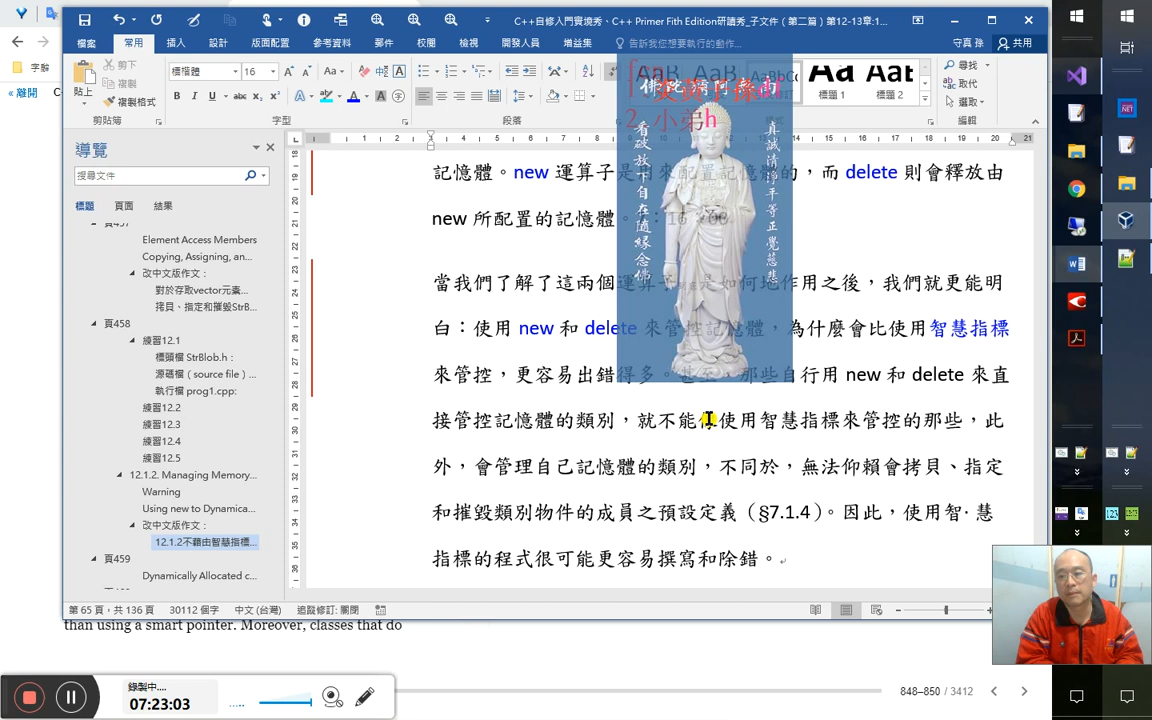 C++自修入門實境秀、C++ Primer Fith Edition研讀秀_子文件（第二篇）12-13章:1...
檔案 常用 插入 設計 版面配置 參考資料 郵件 校閱 檢視 開發人員 增益集 告訴我您想要執行的動作... 守真 孫 共用
字齡
« 離開
貼上 剪下
複製
複製格式
剪貼簿
標楷體 16
字型
段落
標題 1 標題 2
尋找
取代
選取
編輯
佛 陀 彌 阿 南
2. 小弟h
看破放下自在隨緣念佛
真誠清淨平等正覺慈悲
導覽
搜尋文件
標題 頁面 結果
Element Access Members
Copying, Assigning, an...
改中文版作文：
對於存取vector元素...
拷貝、指定和摧毀StrB...
頁458
練習12.1
標頭檔 StrBlob.h：
源碼檔（source file）...
執行檔 prog1.cpp:
練習12.2
練習12.3
練習12.4
練習12.5
12.1.2. Managing Memory...
Warning
Using new to Dynamica...
改中文版作文：
12.1.2不藉由智慧指標...
頁459
Dynamically Allocated c...
記憶體。new 運算子是用來配置記憶體的，而 delete 則會釋放由
new 所配置的記憶體。
當我們了解了這兩個運算子是如何地作用之後，我們就更能明
白：使用 new 和 delete 來管控記憶體，為什麼會比使用智慧指標
來管控，更容易出錯得多。甚至，那些自行用 new 和 delete 來直
接管控記憶體的類別，就不能像使用智慧指標來管控的那些，此
外，會管理自己記憶體的類別，不同於，無法仰賴會拷貝、指定
和摧毀類別物件的成員之預設定義（§7.1.4）。因此，使用智· 慧
指標的程式很可能更容易撰寫和除錯。
第 65 頁，共 136 頁 30112 個字 中文 (台灣) 追蹤修訂: 關閉
than using a smart pointer. Moreover, classes that do
錄製中....
07:23:03
848–850 / 3412